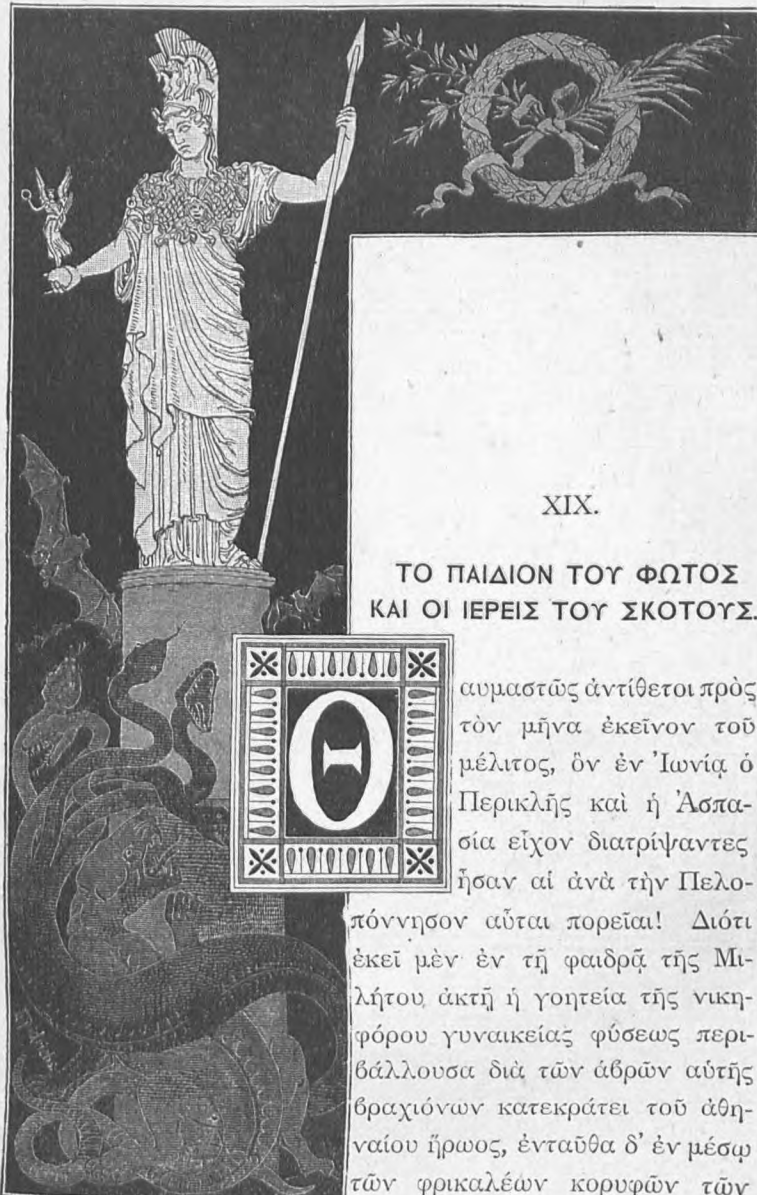 XIX.
ΤΟ ΠΑΙΔΙΟΝ ΤΟΥ ΦΩΤΟΣ
ΚΑΙ ΟΙ ΙΕΡΕΙΣ ΤΟΥ ΣΚΟΤΟΥΣ.
Θαυμαστῶς ἀντίθετοι πρὸς
τὸν μῆνα ἐκεῖνον τοῦ
μέλιτος, ὃν ἐν Ἰωνίᾳ ὁ
Περικλῆς καὶ ἡ Ἀσπα-
σία εἶχον διατρίψαντες
ἦσαν αἱ ἀνὰ τὴν Πελο-
πόννησον αὗται πορεῖαι! Διότι
ἐκεῖ μὲν ἐν τῇ φαιδρᾷ τῆς Μι-
λήτου ἀκτῇ ἡ γοητεία τῆς νικη-
φόρου γυναικείας φύσεως περι-
βάλλουσα διὰ τῶν ἁβρῶν αὑτῆς
βραχιόνων κατεκράτει τοῦ ἀθη-
ναίου ἥρωος, ἐνταῦθα δ' ἐν μέσῳ
τῶν φρικαλέων κορυφῶν τῶν